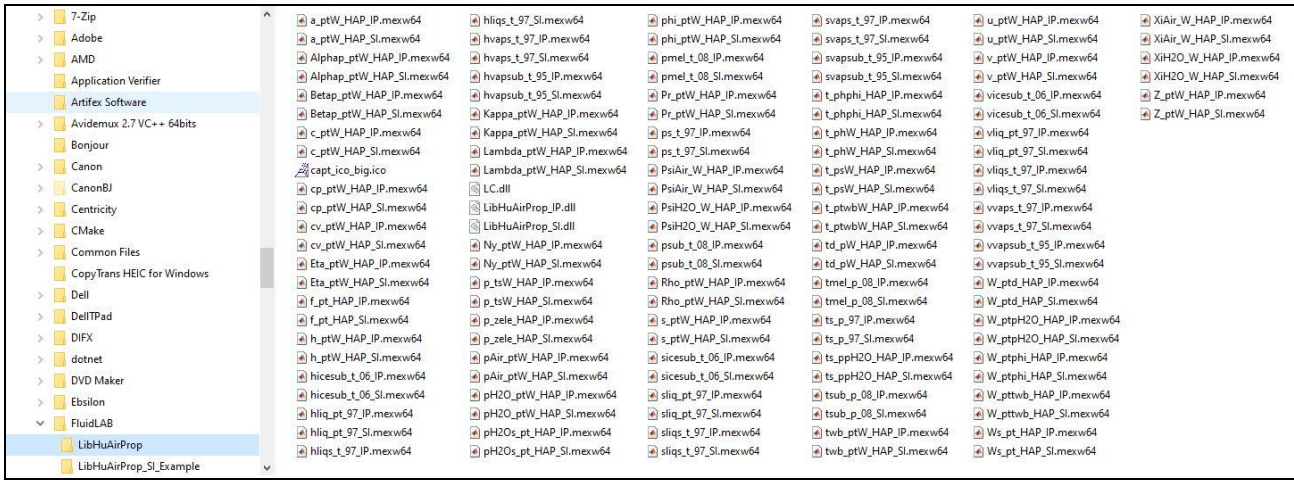 7-Zip
Adobe
AMD
Application Verifier
Artifex Software
Avidemux 2.7 VC++ 64bits
Bonjour
Canon
CanonBJ
Centricity
CMake
Common Files
CopyTrans HEIC for Windows
Dell
DellTPad
DIFX
dotnet
DVD Maker
Ebsilon
FluidLAB
LibHuAirProp
LibHuAirProp_SI_Example
a_ptW_HAP_IP.mexw64
a_ptW_HAP_SI.mexw64
Alphap_ptW_HAP_IP.mexw64
Alphap_ptW_HAP_SI.mexw64
Betap_ptW_HAP_IP.mexw64
Betap_ptW_HAP_SI.mexw64
c_ptW_HAP_IP.mexw64
c_ptW_HAP_SI.mexw64
capt_ico_big.ico
cp_ptW_HAP_IP.mexw64
cp_ptW_HAP_SI.mexw64
cv_ptW_HAP_IP.mexw64
cv_ptW_HAP_SI.mexw64
Eta_ptW_HAP_IP.mexw64
Eta_ptW_HAP_SI.mexw64
f_pt_HAP_IP.mexw64
f_pt_HAP_SI.mexw64
h_ptW_HAP_IP.mexw64
h_ptW_HAP_SI.mexw64
hicesub_t_06_IP.mexw64
hicesub_t_06_SI.mexw64
hliq_pt_97_IP.mexw64
hliq_pt_97_SI.mexw64
hliqs_t_97_IP.mexw64
hliqs_t_97_SI.mexw64
hvaps_t_97_IP.mexw64
hvaps_t_97_SI.mexw64
hvapsub_t_95_IP.mexw64
hvapsub_t_95_SI.mexw64
Kappa_ptW_HAP_IP.mexw64
Kappa_ptW_HAP_SI.mexw64
Lambda_ptW_HAP_IP.mexw64
Lambda_ptW_HAP_SI.mexw64
LC.dll
LibHuAirProp_IP.dll
LibHuAirProp_SI.dll
Ny_ptW_HAP_IP.mexw64
Ny_ptW_HAP_SI.mexw64
p_tsW_HAP_IP.mexw64
p_tsW_HAP_SI.mexw64
p_zele_HAP_IP.mexw64
p_zele_HAP_SI.mexw64
pAir_ptW_HAP_IP.mexw64
pAir_ptW_HAP_SI.mexw64
pH2O_ptW_HAP_IP.mexw64
pH2O_ptW_HAP_SI.mexw64
pH2Os_pt_HAP_IP.mexw64
pH2Os_pt_HAP_SI.mexw64
phi_ptW_HAP_IP.mexw64
phi_ptW_HAP_SI.mexw64
pmel_t_08_IP.mexw64
pmel_t_08_SI.mexw64
Pr_ptW_HAP_IP.mexw64
Pr_ptW_HAP_SI.mexw64
ps_t_97_IP.mexw64
ps_t_97_SI.mexw64
PsiAir_W_HAP_IP.mexw64
PsiAir_W_HAP_SI.mexw64
PsiH2O_W_HAP_IP.mexw64
PsiH2O_W_HAP_SI.mexw64
psub_t_08_IP.mexw64
psub_t_08_SI.mexw64
Rho_ptW_HAP_IP.mexw64
Rho_ptW_HAP_SI.mexw64
s_ptW_HAP_IP.mexw64
s_ptW_HAP_SI.mexw64
sicesub_t_06_IP.mexw64
sicesub_t_06_SI.mexw64
sliq_pt_97_IP.mexw64
sliq_pt_97_SI.mexw64
sliqs_t_97_IP.mexw64
sliqs_t_97_SI.mexw64
svaps_t_97_IP.mexw64
svaps_t_97_SI.mexw64
svapsub_t_95_IP.mexw64
svapsub_t_95_SI.mexw64
t_phphi_HAP_IP.mexw64
t_phphi_HAP_SI.mexw64
t_phW_HAP_IP.mexw64
t_phW_HAP_SI.mexw64
t_psW_HAP_IP.mexw64
t_psW_HAP_SI.mexw64
t_ptwbW_HAP_IP.mexw64
t_ptwbW_HAP_SI.mexw64
td_pW_HAP_IP.mexw64
td_pW_HAP_SI.mexw64
tmel_p_08_IP.mexw64
tmel_p_08_SI.mexw64
ts_p_97_IP.mexw64
ts_p_97_SI.mexw64
ts_ppH2O_HAP_IP.mexw64
ts_ppH2O_HAP_SI.mexw64
tsub_p_08_IP.mexw64
tsub_p_08_SI.mexw64
twb_ptW_HAP_IP.mexw64
twb_ptW_HAP_SI.mexw64
u_ptW_HAP_IP.mexw64
u_ptW_HAP_SI.mexw64
v_ptW_HAP_IP.mexw64
v_ptW_HAP_SI.mexw64
vicesub_t_06_IP.mexw64
vicesub_t_06_SI.mexw64
vliq_pt_97_IP.mexw64
vliq_pt_97_SI.mexw64
vliqs_t_97_IP.mexw64
vliqs_t_97_SI.mexw64
vvaps_t_97_IP.mexw64
vvaps_t_97_SI.mexw64
vvapsub_t_95_IP.mexw64
vvapsub_t_95_SI.mexw64
W_ptd_HAP_IP.mexw64
W_ptd_HAP_SI.mexw64
W_ptpH2O_HAP_IP.mexw64
W_ptpH2O_HAP_SI.mexw64
W_ptphi_HAP_IP.mexw64
W_ptphi_HAP_SI.mexw64
W_pttwb_HAP_IP.mexw64
W_pttwb_HAP_SI.mexw64
Ws_pt_HAP_IP.mexw64
Ws_pt_HAP_SI.mexw64
XiAir_W_HAP_IP.mexw64
XiAir_W_HAP_SI.mexw64
XiH2O_W_HAP_IP.mexw64
XiH2O_W_HAP_SI.mexw64
Z_ptW_HAP_IP.mexw64
Z_ptW_HAP_SI.mexw64